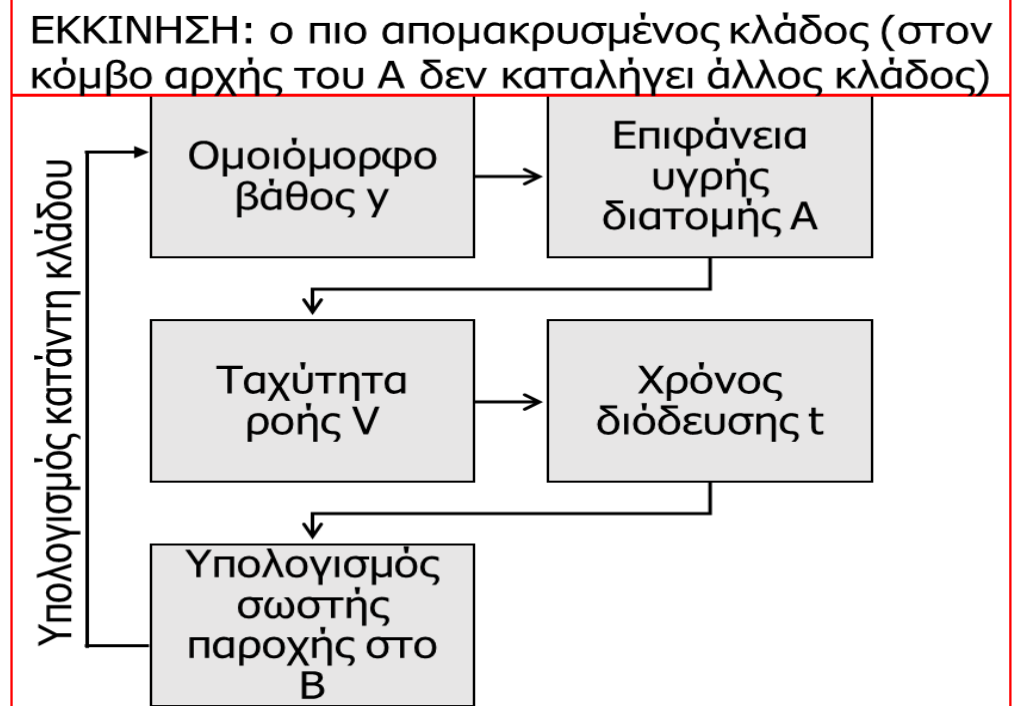 ΕΚΚΙΝΗΣΗ: ο πιο απομακρυσμένος κλάδος (στον
κόμβο αρχής του Α δεν καταλήγει άλλος κλάδος)
Ομοιόμορφο
βάθος y
Επιφάνεια
υγρής
διατομής Α
Ταχύτητα
ροής V
Χρόνος
διόδευσης t
Υπολογισμός
σωστής
παροχής στο
Β
Υπολογισμός κατάντη κλάδου